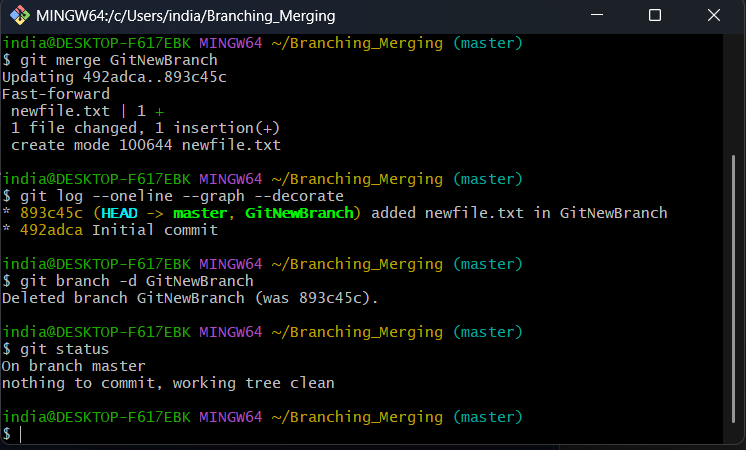 MINGW64:/c/Users/india/Branching_Merging
india@DESKTOP-F617EBK MINGW64 ~/Branching_Merging (master)
$ git merge GitNewBranch
Updating 492adca..893c45c
Fast-forward
 newfile.txt | 1 +
 1 file changed, 1 insertion(+)
 create mode 100644 newfile.txt
india@DESKTOP-F617EBK MINGW64 ~/Branching_Merging (master)
$ git log --oneline --graph --decorate
* 893c45c (HEAD -> master, GitNewBranch) added newfile.txt in GitNewBranch
* 492adca Initial commit
india@DESKTOP-F617EBK MINGW64 ~/Branching_Merging (master)
$ git branch -d GitNewBranch
Deleted branch GitNewBranch (was 893c45c).
india@DESKTOP-F617EBK MINGW64 ~/Branching_Merging (master)
$ git status
On branch master
nothing to commit, working tree clean
india@DESKTOP-F617EBK MINGW64 ~/Branching_Merging (master)
$